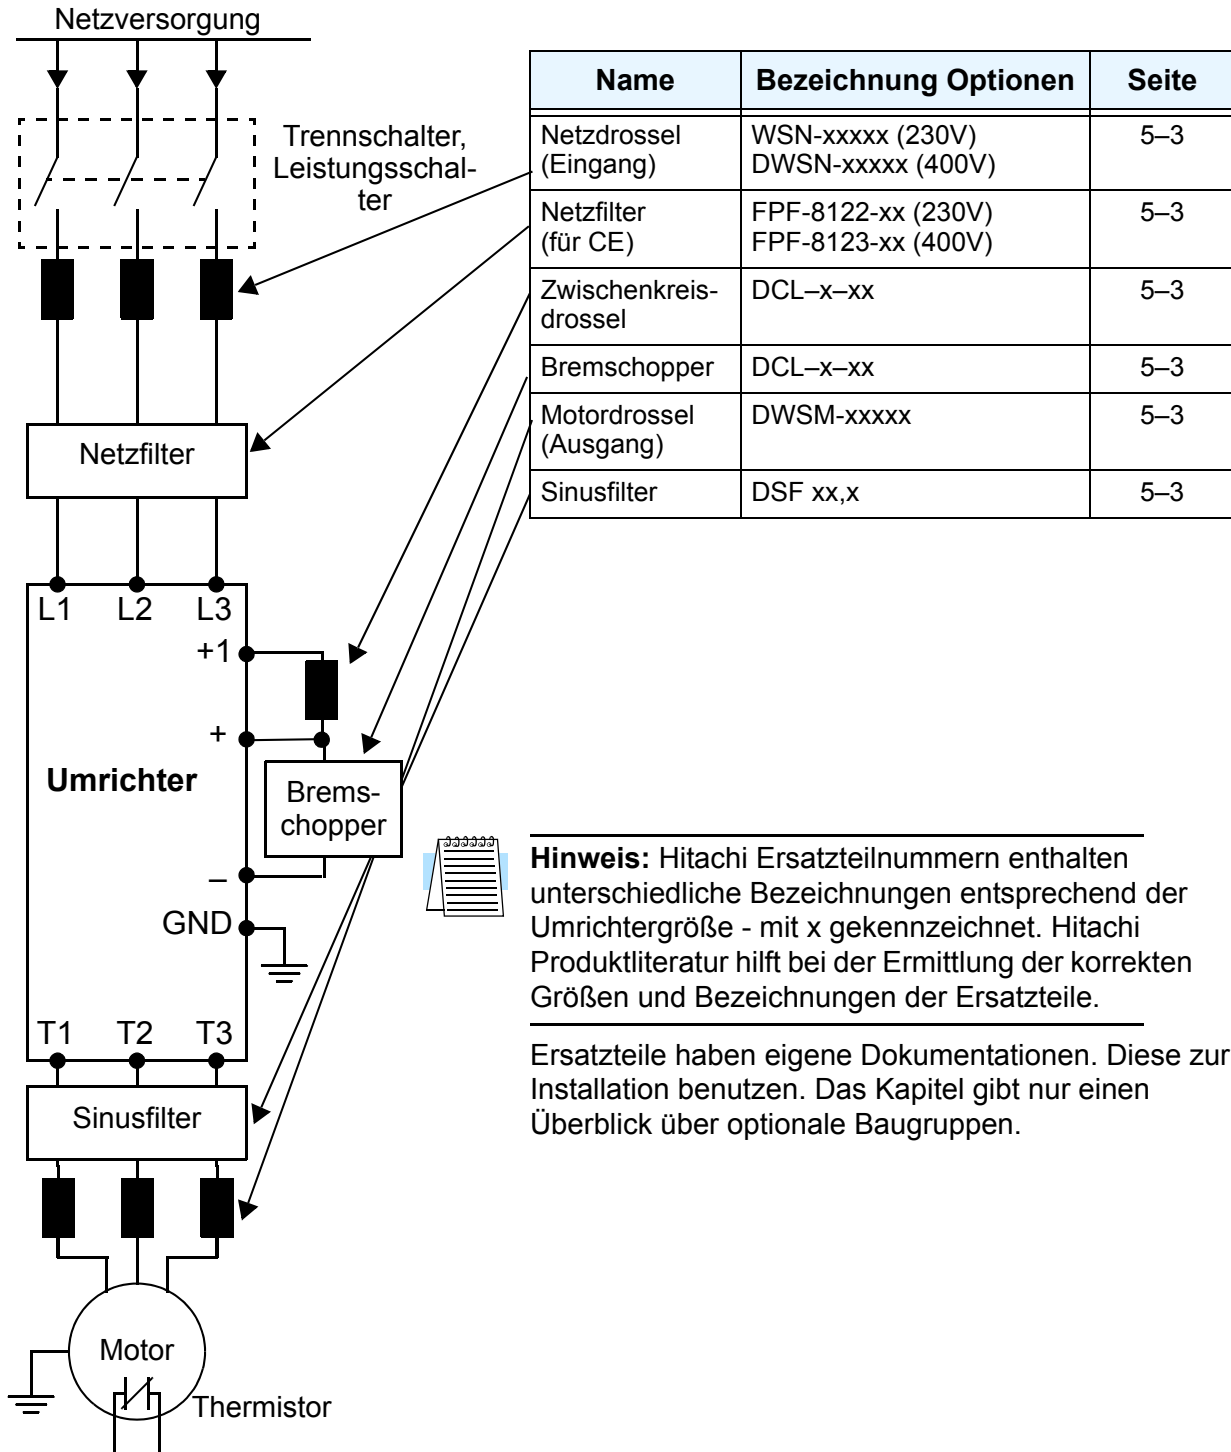 Netzversorgung
Trennschalter,
Leistungsschal-
ter
Netzfilter
L1 L2 L3
+1
+
Umrichter
Brems-
chopper
–
GND
T1 T2 T3
Sinusfilter
Motor
Thermistor
Name Bezeichnung Optionen Seite
Netzdrossel WSN-xxxxx (230V) 5–3
(Eingang) DWSN-xxxxx (400V)
Netzfilter FPF-8122-xx (230V) 5–3
(für CE) FPF-8123-xx (400V)
Zwischenkreis- DCL–x–xx 5–3
drossel
Bremschopper DCL–x–xx 5–3
Motordrossel DWSM-xxxxx 5–3
(Ausgang)
Sinusfilter DSF xx,x 5–3
Hinweis: Hitachi Ersatzteilnummern enthalten
unterschiedliche Bezeichnungen entsprechend der
Umrichtergröße - mit x gekennzeichnet. Hitachi
Produktliteratur hilft bei der Ermittlung der korrekten
Größen und Bezeichnungen der Ersatzteile.
Ersatzteile haben eigene Dokumentationen. Diese zur
Installation benutzen. Das Kapitel gibt nur einen
Überblick über optionale Baugruppen.